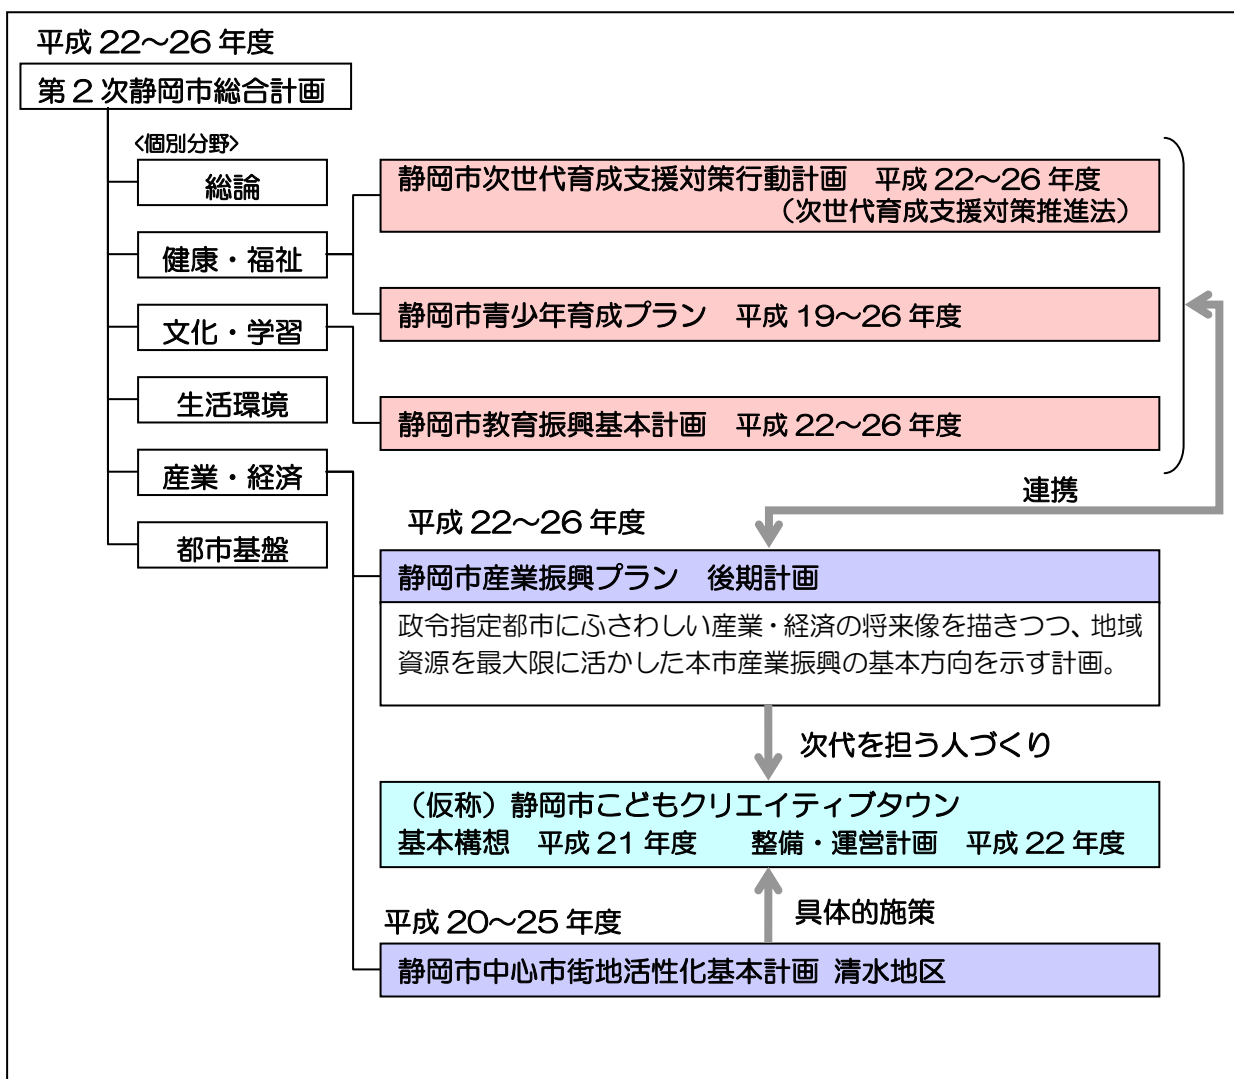 平成 22～26 年度
第2次静岡市総合計画
<個別分野>
総論
健康・福祉
文化・学習
生活環境
産業・経済
都市基盤
静岡市次世代育成支援対策行動計画　平成 22～26 年度
（次世代育成支援対策推進法）
静岡市青少年育成プラン　平成 19～26 年度
静岡市教育振興基本計画　平成 22～26 年度
連携
平成 22～26 年度
静岡市産業振興プラン　後期計画
政令指定都市にふさわしい産業・経済の将来像を描きつつ、地域
資源を最大限に活かした本市産業振興の基本方向を示す計画。
次代を担う人づくり
（仮称）静岡市こどもクリエイティブタウン
基本構想　平成 21 年度　　整備・運営計画　平成 22 年度
具体的施策
平成 20～25 年度
静岡市中心市街地活性化基本計画 清水地区